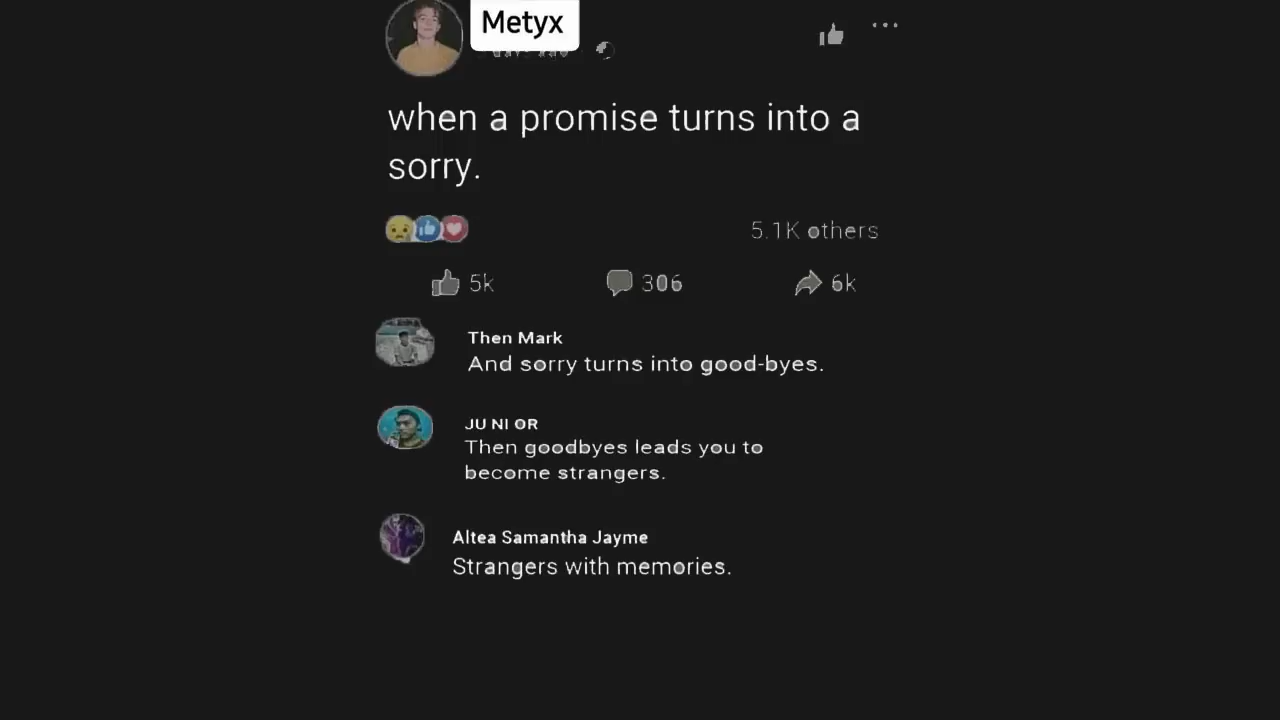 Metyx
when a promise turns into a
sorry.
5.1K others
5k
306
6k
Then Mark
And sorry turns into good-byes.
JU NI OR
Then goodbyes leads you to
become strangers.
Altea Samantha Jayme
Strangers with memories.